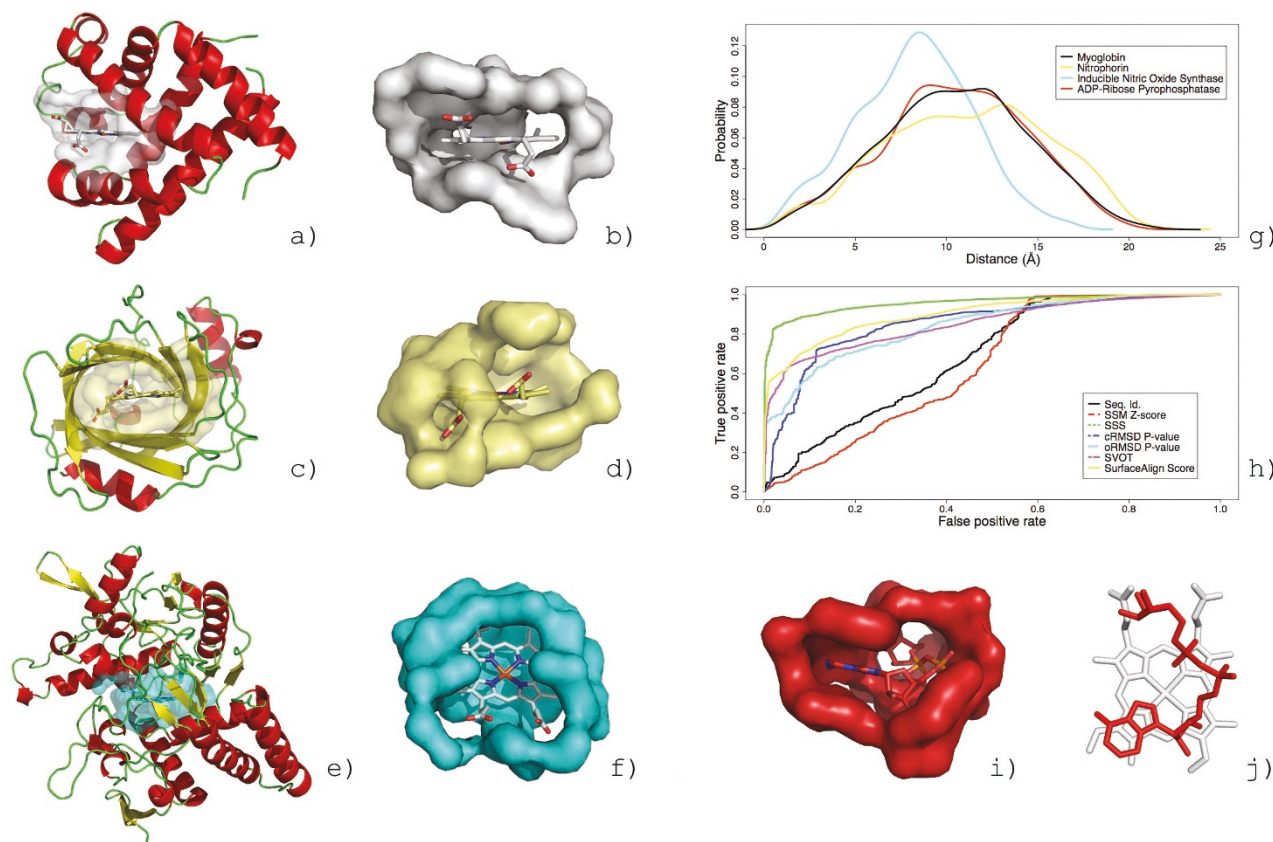 a)
b)
c)
d)
e)
f)
0.12
0.10
0.08
0.06
0.04
0.02
0.00
Probability
Myoglobin
Nitrophorin
Inducible Nitric Oxide Synthase
ADP-Ribose Pyrophosphatase
0 5 10 15 20 25
Distance (Å)
g)
1.0
0.8
0.6
0.4
0.2
0.0
True positive rate
Seq. Id.
SSM Z-score
SSS
cRMSD P-value
oRMSD P-value
SVOT
SurfaceAlign Score
0.0 0.2 0.4 0.6 0.8 1.0
False positive rate
h)
i)
j)